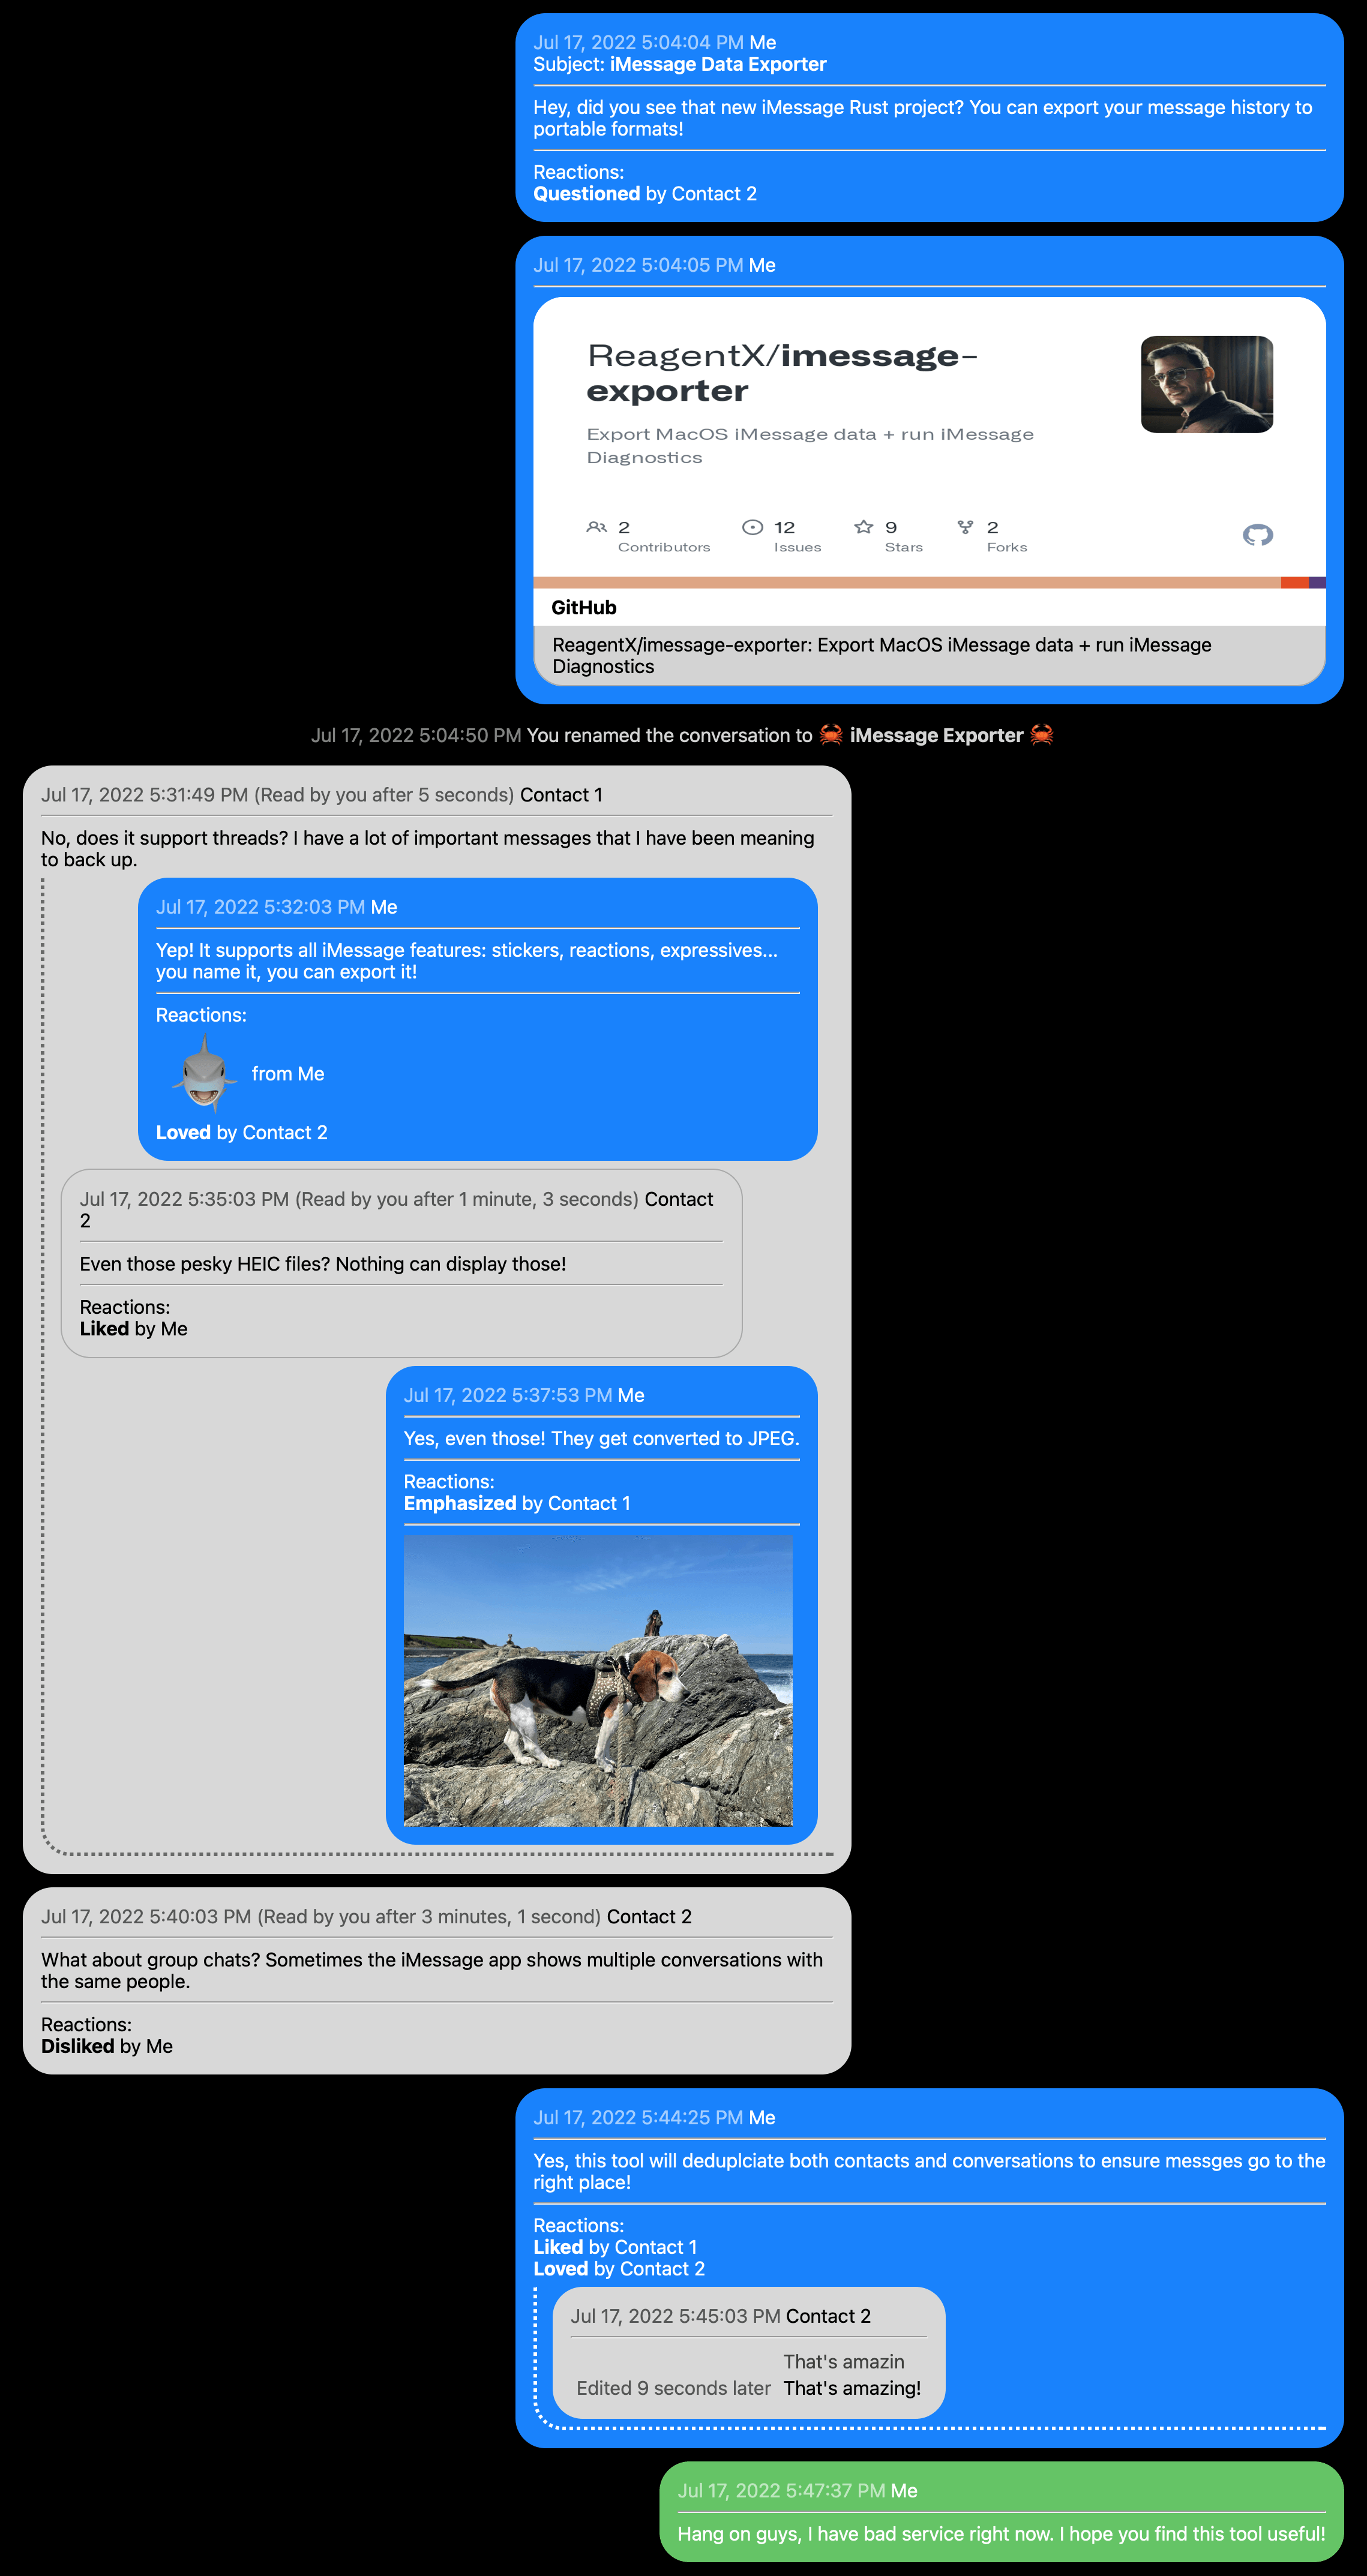 Jul 17, 2022 5:04:04 PM Me
Subject: iMessage Data Exporter
Hey, did you see that new iMessage Rust project? You can export your message history to
portable formats!
Reactions:
Questioned by Contact 2
Jul 17, 2022 5:04:05 PM Me
ReagentX/imessage-
exporter
Export MacOS iMessage data + run iMessage
Diagnostics
2 12 9 2
Contributors Issues Stars Forks
GitHub
ReagentX/imessage-exporter: Export MacOS iMessage data + run iMessage
Diagnostics
Jul 17, 2022 5:04:50 PM You renamed the conversation to 🦀 iMessage Exporter 🦀
Jul 17, 2022 5:31:49 PM (Read by you after 5 seconds) Contact 1
No, does it support threads? I have a lot of important messages that I have been meaning
to back up.
Jul 17, 2022 5:32:03 PM Me
Yep! It supports all iMessage features: stickers, reactions, expressives...
you name it, you can export it!
Reactions:
from Me
Loved by Contact 2
Jul 17, 2022 5:35:03 PM (Read by you after 1 minute, 3 seconds) Contact
2
Even those pesky HEIC files? Nothing can display those!
Reactions:
Liked by Me
Jul 17, 2022 5:37:53 PM Me
Yes, even those! They get converted to JPEG.
Reactions:
Emphasized by Contact 1
Jul 17, 2022 5:40:03 PM (Read by you after 3 minutes, 1 second) Contact 2
What about group chats? Sometimes the iMessage app shows multiple conversations with
the same people.
Reactions:
Disliked by Me
Jul 17, 2022 5:44:25 PM Me
Yes, this tool will deduplciate both contacts and conversations to ensure messges go to the
right place!
Reactions:
Liked by Contact 1
Loved by Contact 2
Jul 17, 2022 5:45:03 PM Contact 2
That's amazin
Edited 9 seconds later That's amazing!
Jul 17, 2022 5:47:37 PM Me
Hang on guys, I have bad service right now. I hope you find this tool useful!